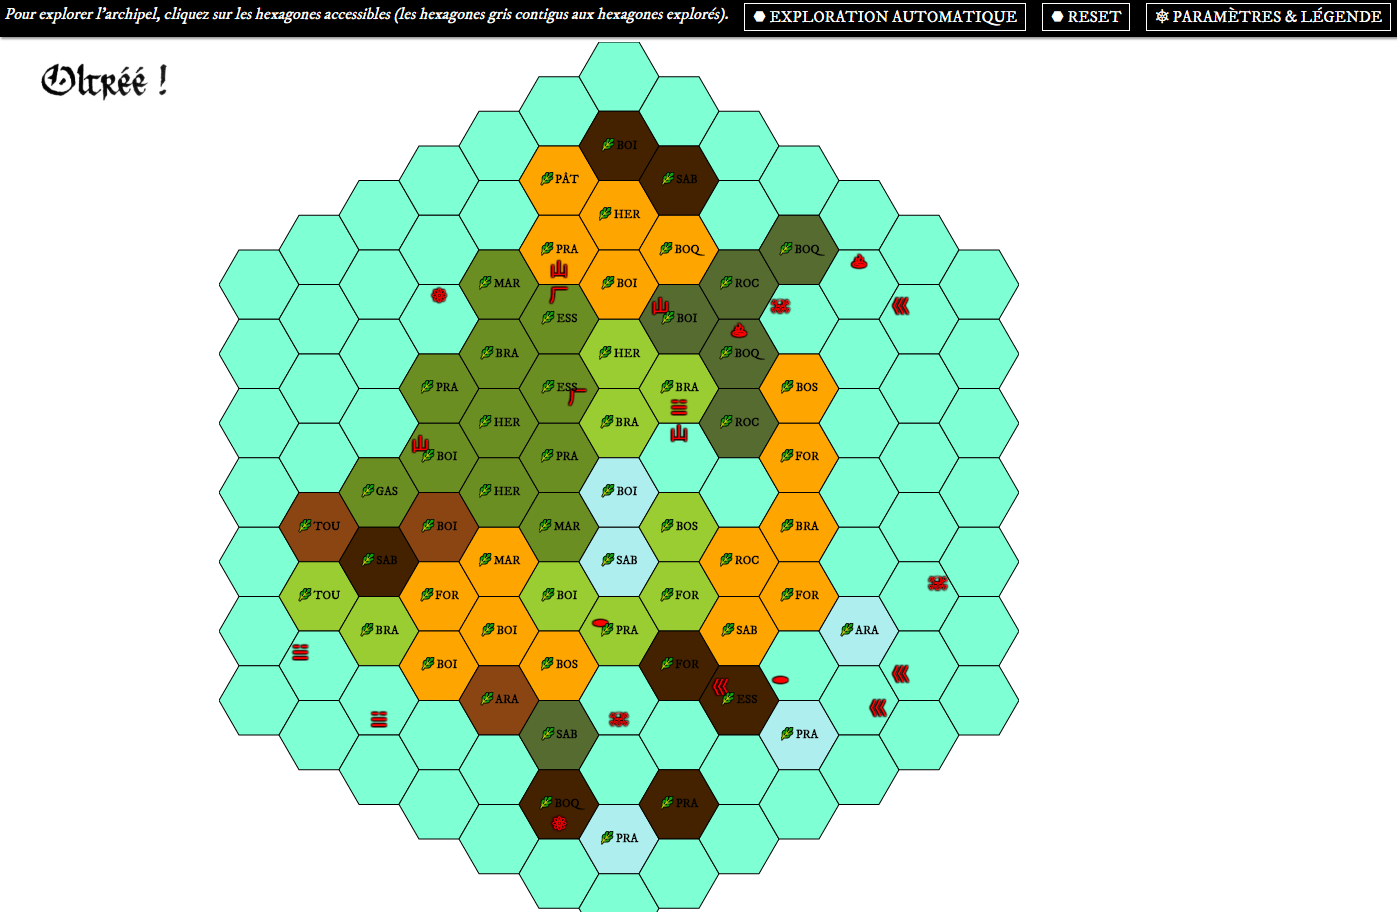 Pour explorer l'archipel, cliquez sur les hexagones accessibles (les hexagones gris contigus aux hexagones explorés). EXPLORATION AUTOMATIQUE RESET PARAMÈTRES & LÉGENDE
Oltréé !
BOI
PÂT SAB
HER
PRA BOQ BOQ
MAR BOI ROC
ESS BOI
BRA HER BOQ
PRA ESS BRA BOS
HER BRA ROC
BOI PRA FOR
GAS HER BOI
TOU BOI MAR BOS BRA
SAB MAR SAB ROC
TOU FOR BOI FOR FOR
BRA BOI PRA SAB ARA
BOI BOS FOR
ARA ESS
SAB PRA
BOQ PRA
PRA